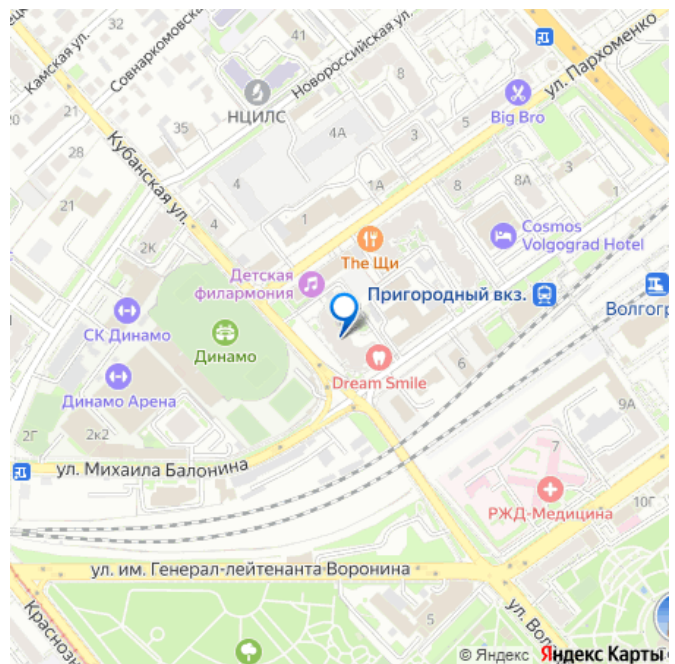 32
Камская ул.
Совнаркомовская
41
Новороссийская ул.
8
ул. Пархоменко
21
20
35
НЦИЛС
4А
3
5
Big Bro
28
Кубанская ул.
4
1А
8
8А
3
1
21
4
1
2К
The Щи
Cosmos
Volgograd Hotel
Детская
филармония
Пригородный вкз.
СК Динамо
Динамо
Волгогр
Dream Smile
6
Динамо Арена
9А
2Г
2к2
7
ул. Михаила Балонина
РЖД-Медицина
10Г
ул. им. Генерал-лейтенанта Воронина
5
Краснозн
ул. Вол
© Яндекс Яндекс Карты